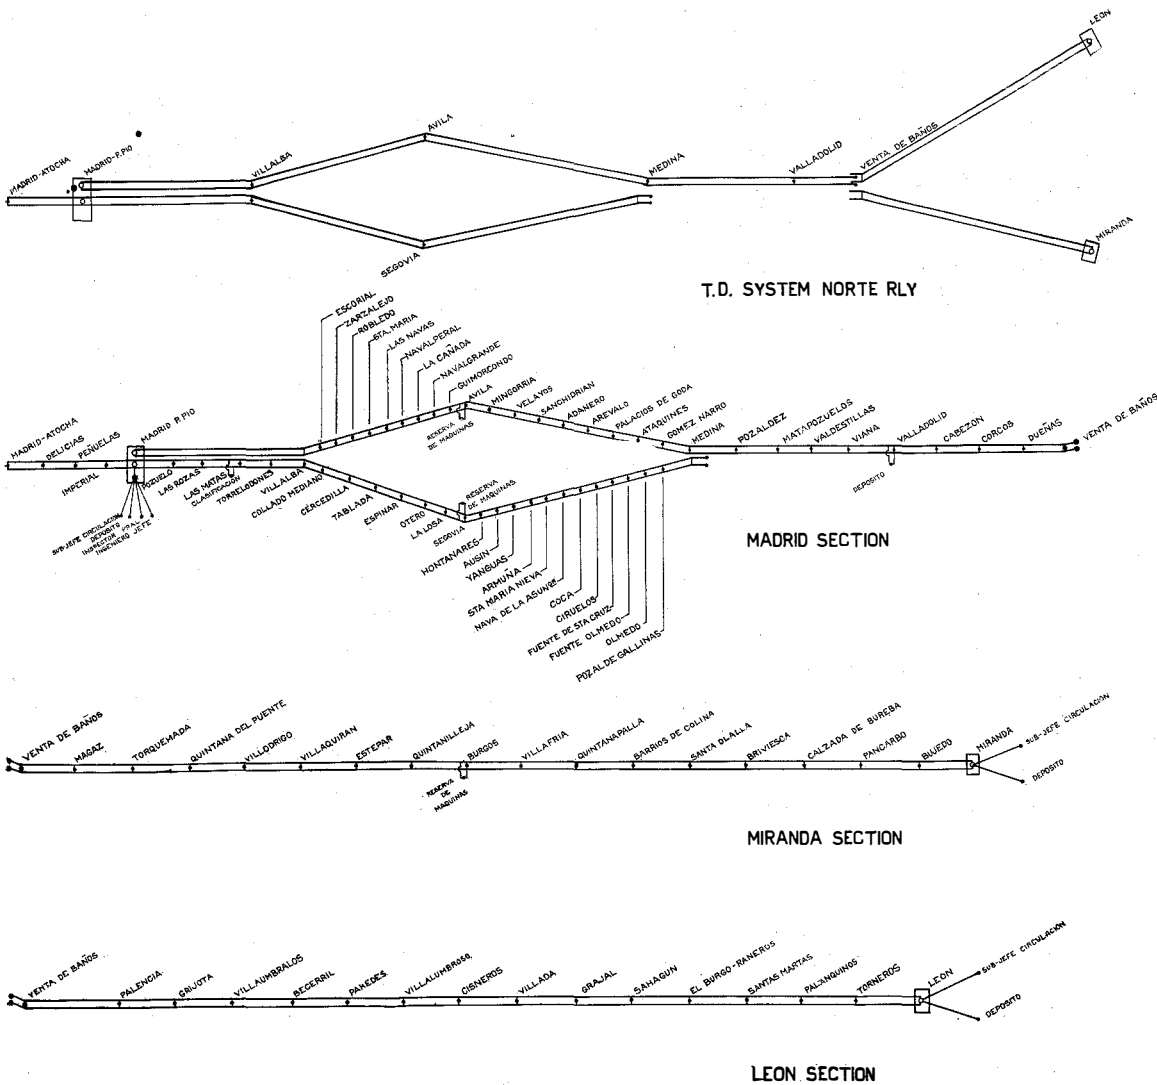 LEON
AVILA
MADRID-ATOCHA
MADRID-P.PIO
VILLALBA
MEDINA
VALLADOLID
VENTA DE BAÑOS
SEGOVIA
MIRANDA
T.D. SYSTEM NORTE RLY
ESCORIAL
ZARZALEJO
ROBLEDO
STA. MARIA
LAS NAVAS
NAVALPERAL
LA CAÑADA
NAVALGRANDE
GUIMORCONDO
AVILA
RESERVA
DE MAQUINAS
MINGORRIA
VELAYOS
SANCHIDRIAN
ADANERO
AREVALO
PALACIOS DE GODA
ATAQUINES
GOMEZ NARRO
MEDINA
POZALDEZ
MATAPOZUELOS
VALDESTILLAS
VIANA
VALLADOLID
CABEZON
CORCOS
DUEÑAS
VENTA DE BAÑOS
DEPOSITO
MADRID-ATOCHA
DELICIAS
PEÑUELAS
IMPERIAL
MADRID P.PIO
POZUELO
LAS ROZAS
LAS MATAS
CLASIFICACION
TORRELODONES
VILLALBA
COLLADO MEDIANO
CERCEDILLA
TABLADA
ESPINAR
OTERO
LA LOSA
SEGOVIA
RESERVA
DE MAQUINAS
SUB-JEFE CIRCULACION
DEPOSITO
INSPECTOR PPAL
INGENIERO JEFE
HONTANARES
AUSIN
YANGUAS
ARMUÑA
STA MARIA NIEVA
NAVA DE LA ASUNCº
COCA
CIRUELOS
FUENTE DE STA CRUZ
FUENTE OLMEDO
OLMEDO
POZAL DE GALLINAS
MADRID SECTION
VENTA DE BAÑOS
MAGAZ
TORQUEMADA
QUINTANA DEL PUENTE
VILLODRIGO
VILLAQUIRAN
ESTEPAR
QUINTANILLEJA
BURGOS
RESERVA
DE
MAQUINAS
VILLAFRIA
QUINTANAPALLA
BARRIOS DE COLINA
SANTA OLALLA
BRIVIESCA
CALZADA DE BUREBA
PANCARBO
BUJEDO
MIRANDA
SUB-JEFE CIRCULACION
DEPOSITO
MIRANDA SECTION
VENTA DE BAÑOS
PALENCIA
GRIJOTA
VILLAUMBRALOS
BECERRIL
PAREDES
VILLALUMBROSO
CISNEROS
VILLADA
GRAJAL
SAHAGUN
EL BURGO-RANEROS
SANTAS MARTAS
PALANQUINOS
TORNEROS
LEON
SUB-JEFE CIRCULACIÓN
DEPOSITO
LEON SECTION